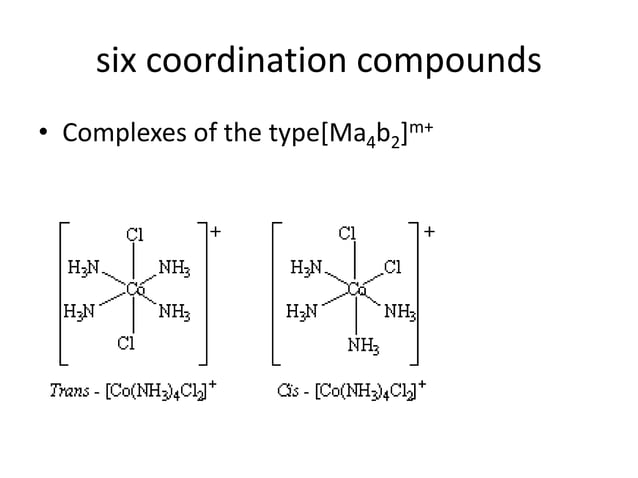 six coordination compounds
• Complexes of the type[Ma₄b₂]ᵐ⁺
Cl
H₃N NH₃
Co
H₃N NH₃
Cl
+
Trans - [Co(NH₃)₄Cl₂]⁺
Cl
H₃N Cl
Co
H₃N NH₃
NH₃
+
Cis - [Co(NH₃)₄Cl₂]⁺